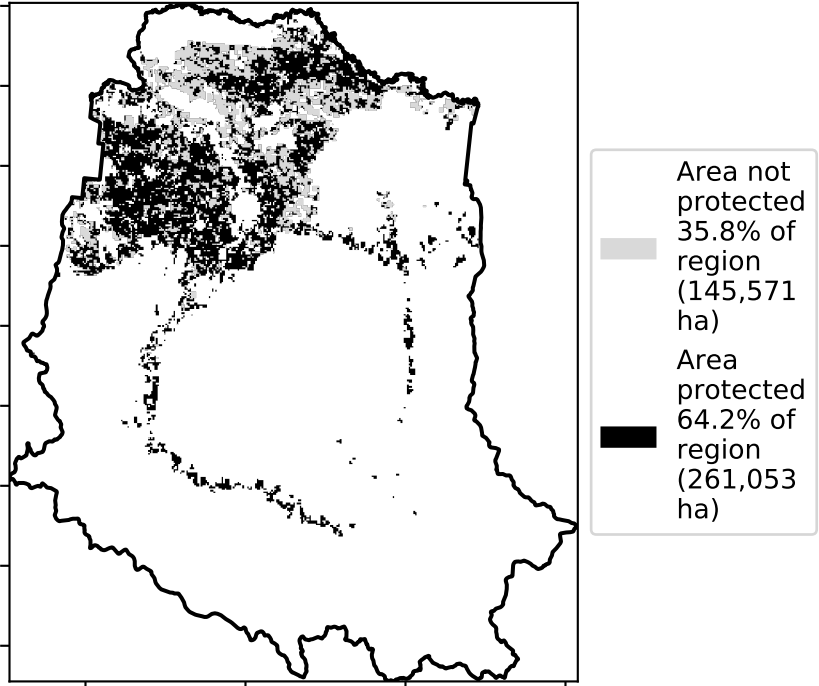 Area not
protected
35.8% of
region
(145,571
ha)
Area
protected
64.2% of
region
(261,053
ha)